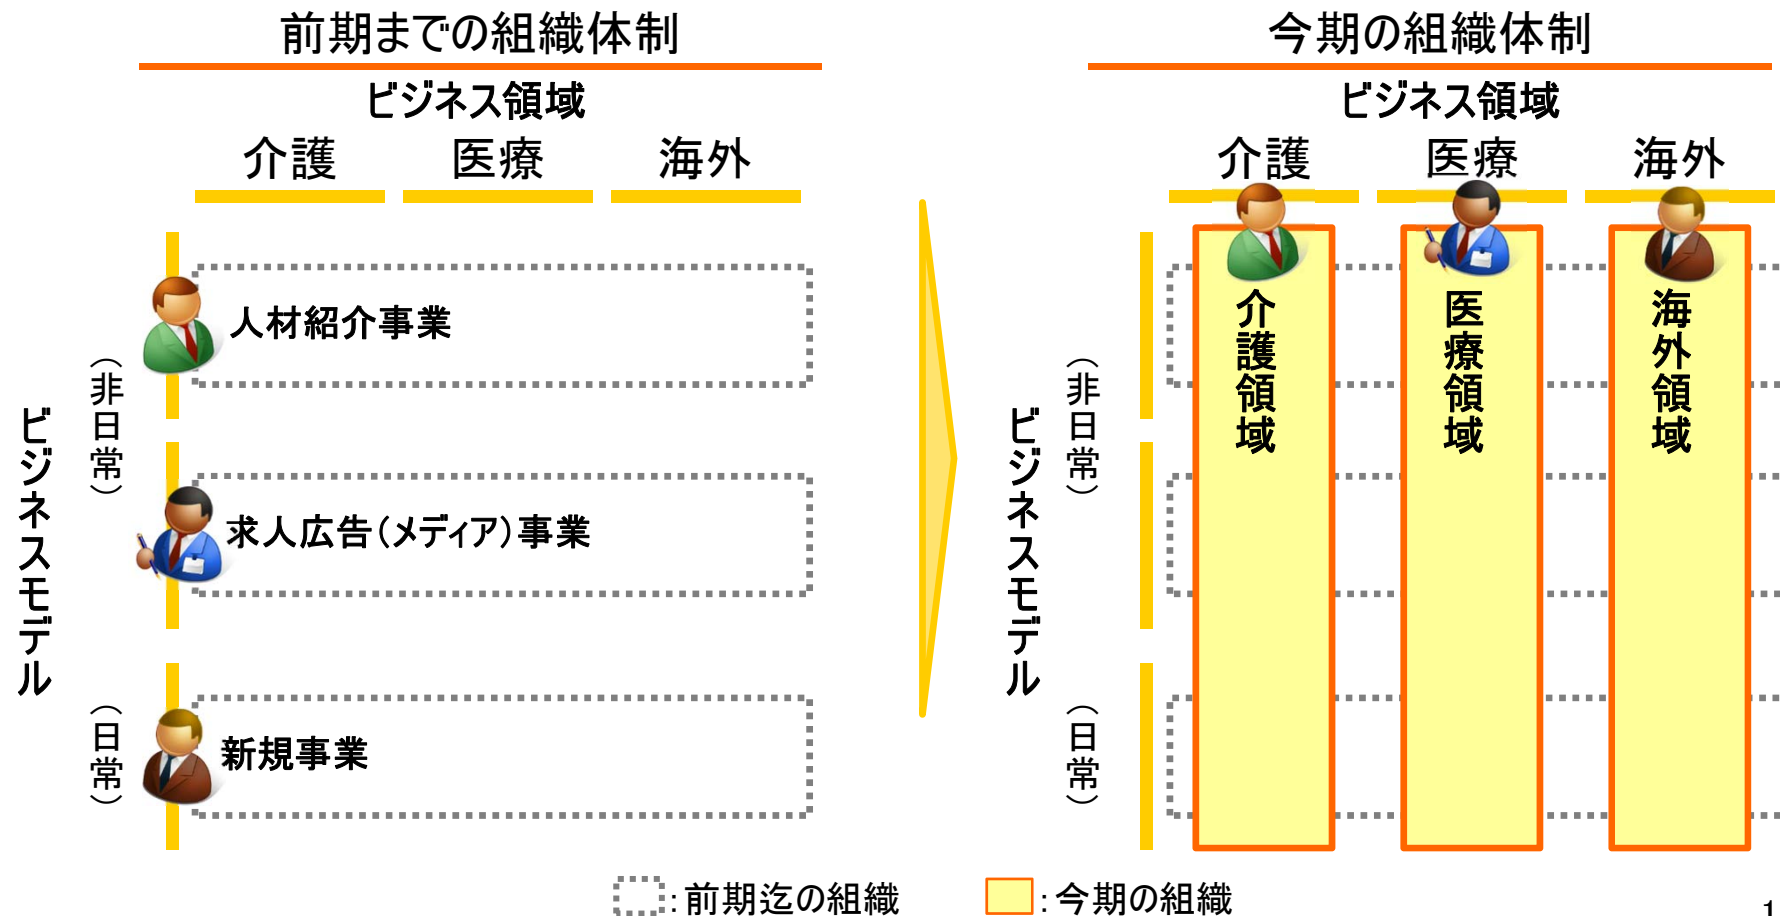 前期までの組織体制
ビジネス領域
介護 医療 海外
ビジネスモデル
（非日常）
人材紹介事業
求人広告（メディア）事業
（日常）
新規事業
今期の組織体制
ビジネス領域
介護 医療 海外
ビジネスモデル
（非日常）
（日常）
介護領域
医療領域
海外領域
：前期迄の組織
：今期の組織
1